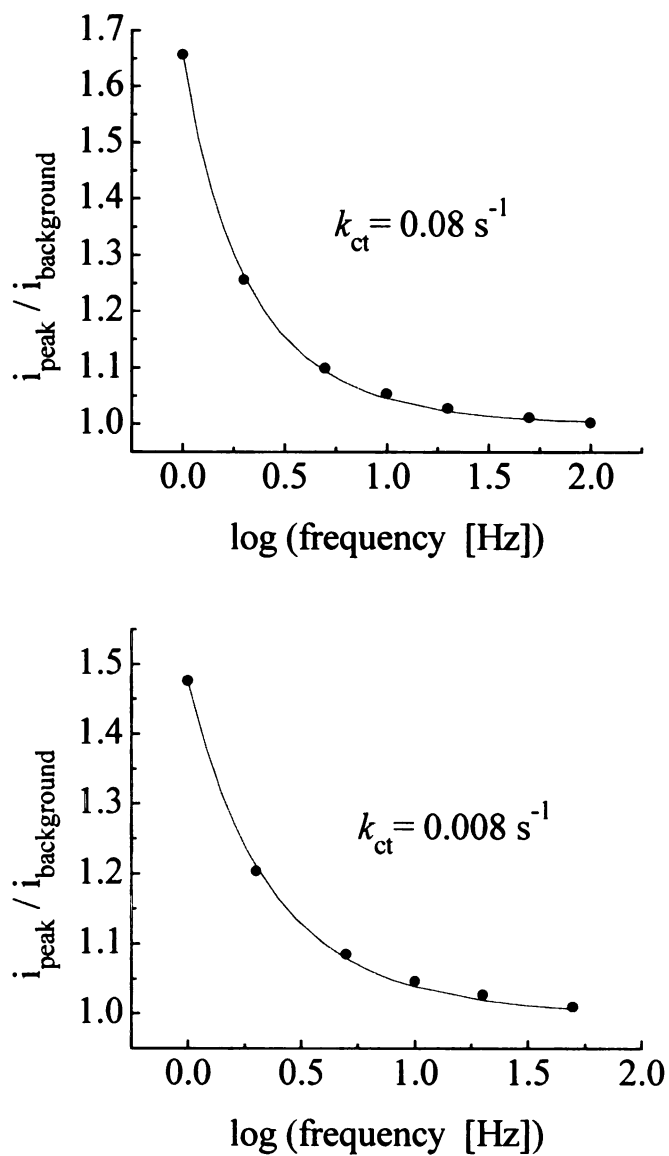 1.7
1.6
1.5
1.4
1.3
1.2
1.1
1.0
i_peak / i_background
k_ct = 0.08 s^-1
0.0 0.5 1.0 1.5 2.0
log (frequency [Hz])
1.5
1.4
1.3
1.2
1.1
1.0
i_peak / i_background
k_ct = 0.008 s^-1
0.0 0.5 1.0 1.5 2.0
log (frequency [Hz])